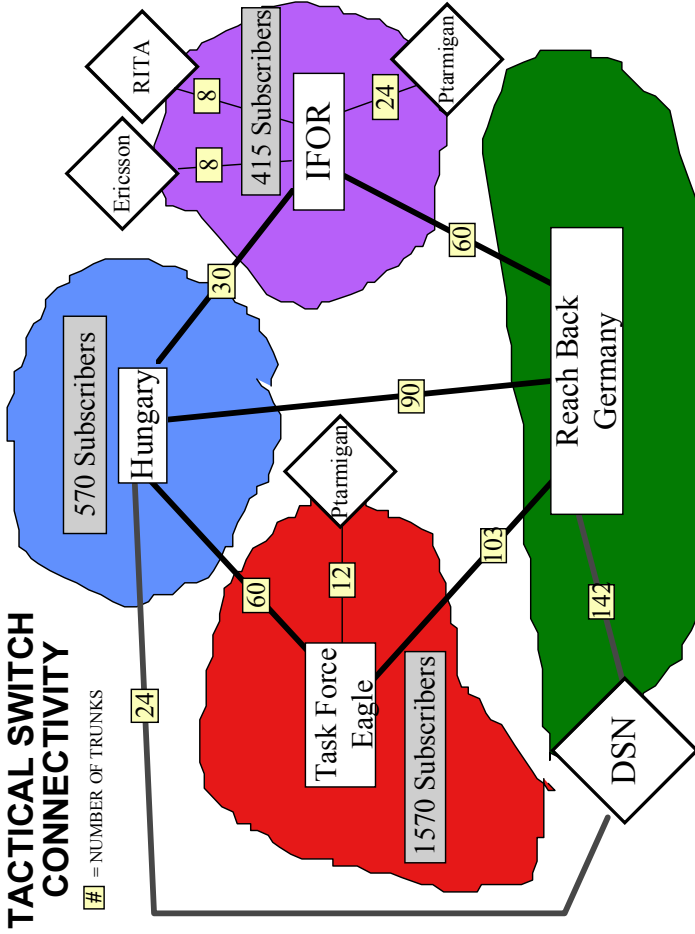 TACTICAL SWITCH
CONNECTIVITY
# = NUMBER OF TRUNKS
570 Subscribers
Hungary
Ericsson
RITA
8
8
415 Subscribers
IFOR
24
Ptarmigan
30
24
60
90
60
Ptarmigan
12
Task Force
Eagle
1570 Subscribers
103
Reach Back
Germany
142
DSN